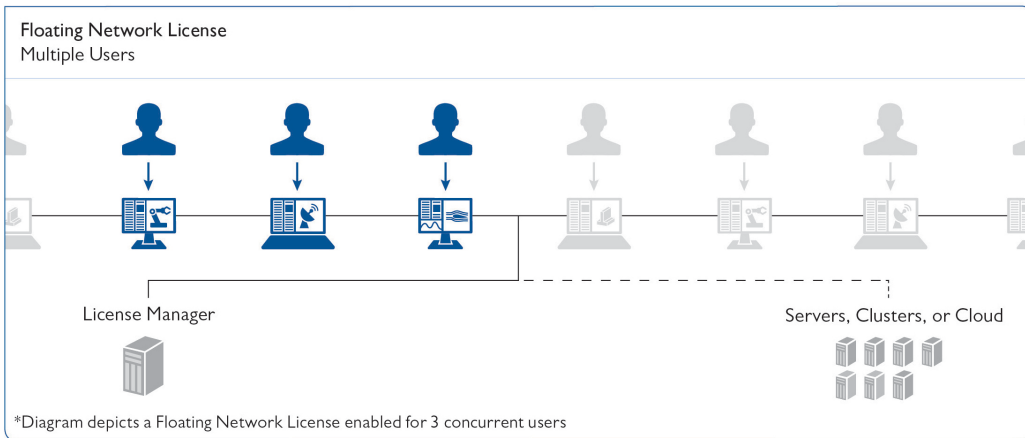 Floating Network License
Multiple Users
License Manager
Servers, Clusters, or Cloud
*Diagram depicts a Floating Network License enabled for 3 concurrent users